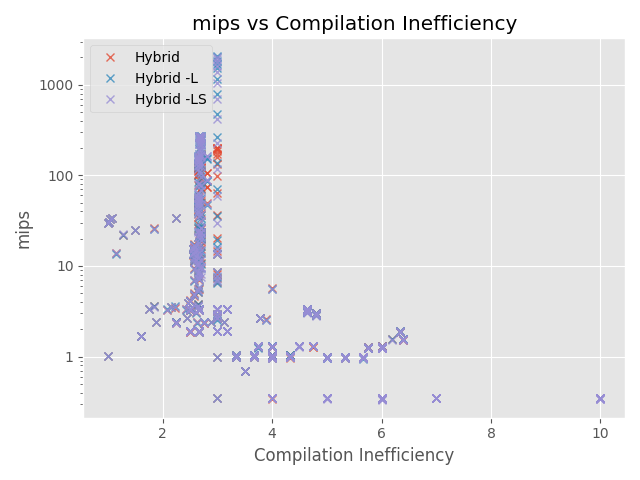 mips vs Compilation Inefficiency
Hybrid
Hybrid -L
Hybrid -LS
1000
100
10
1
mips
2
4
6
8
10
Compilation Inefficiency